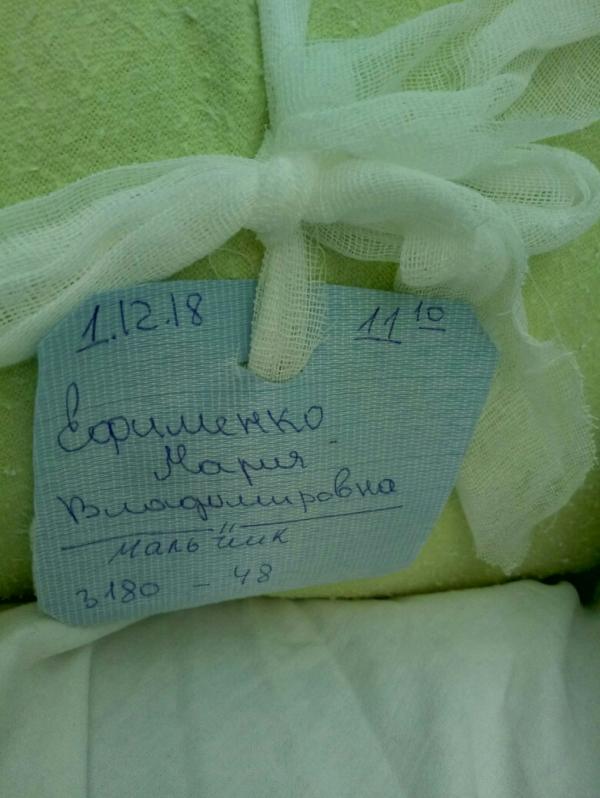 1.12.18 11 10
Ефименко
Мария
Владимировна
мальчик
3180 - 48